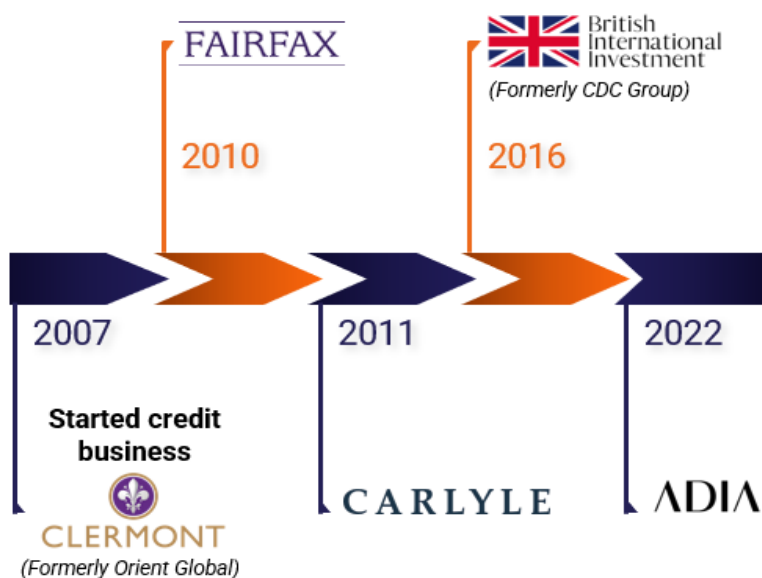 FAIRFAX
British
International
Investment
(Formerly CDC Group)
2010
2016
2007
2011
2022
Started credit
business
CLERMONT
(Formerly Orient Global)
CARLYLE
ADIA